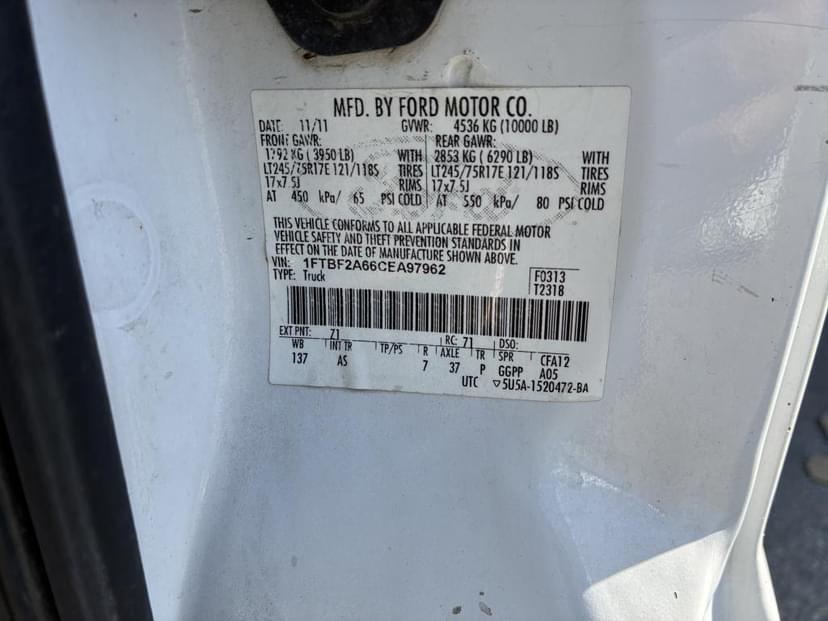 MFD. BY FORD MOTOR CO.
DATE: 11/11 GVWR: 4536 KG (10000 LB)
FRONT GAWR: REAR GAWR:
1792 KG ( 3950 LB) WITH 2853 KG ( 6290 LB) WITH
LT245/75R17E 121/118S TIRES LT245/75R17E 121/118S TIRES
17x7.5J RIMS 17x7.5J RIMS
AT 450 kPa/ 65 PSI COLD AT 550 kPa/ 80 PSI COLD
THIS VEHICLE CONFORMS TO ALL APPLICABLE FEDERAL MOTOR
VEHICLE SAFETY AND THEFT PREVENTION STANDARDS IN
EFFECT ON THE DATE OF MANUFACTURE SHOWN ABOVE.
VIN: 1FTBF2A66CEA97962
TYPE: Truck
F0313
T2318
EXT PNT: Z1 RC: 71 DSO:
WB INT TR TP/PS R AXLE TR SPR CFA12
137 AS 7 37 P GGPP A05
UTC ▽5U5A-1520472-BA